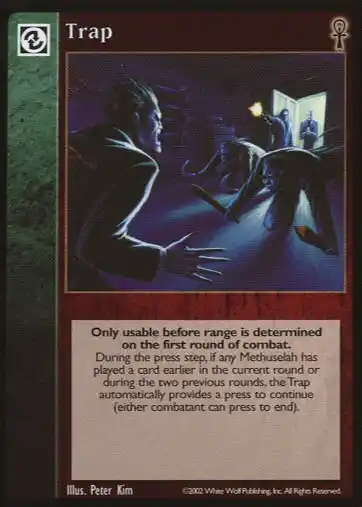 Trap
Only usable before range is determined
on the first round of combat.
During the press step, if any Methuselah has
played a card earlier in the current round or
during the two previous rounds, the Trap
automatically provides a press to continue
(either combatant can press to end).
Illus. Peter Kim
©2002 White Wolf Publishing, Inc. All Rights Reserved.